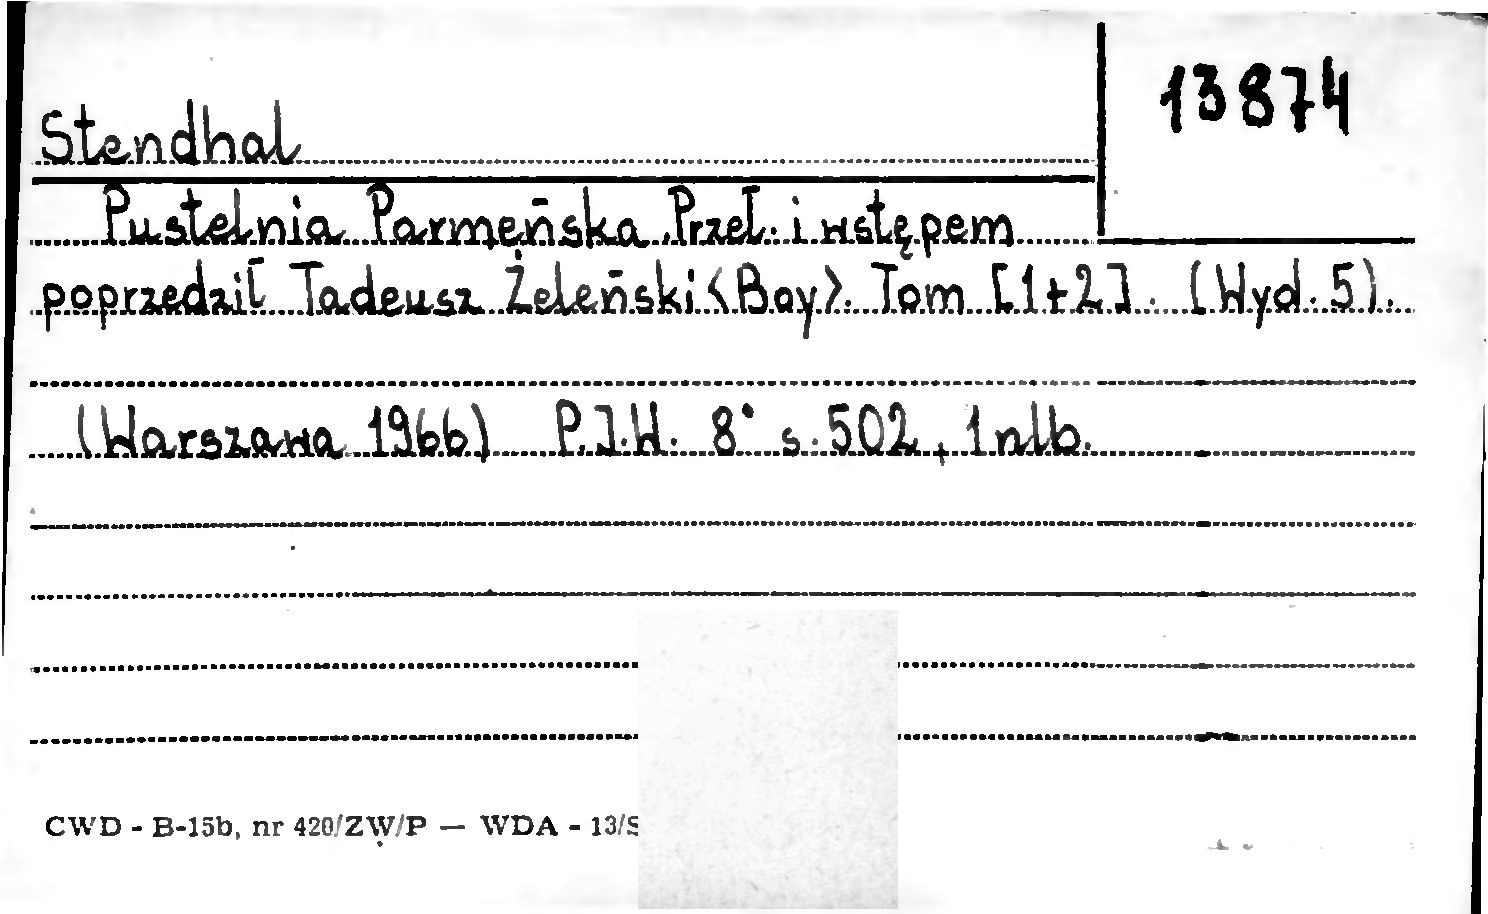 13874
Stendhal
Pustelnia Parmeńska. Przeł. i wstępem
poprzedził Tadeusz Żeleński <Boy>. Tom [1+2]. (Wyd. 5).
(Warszawa 1966) P.I.W. 8° s. 502, 1 nlb.
CWD - B-15b, nr 420/ZW/P — WDA - 13/S